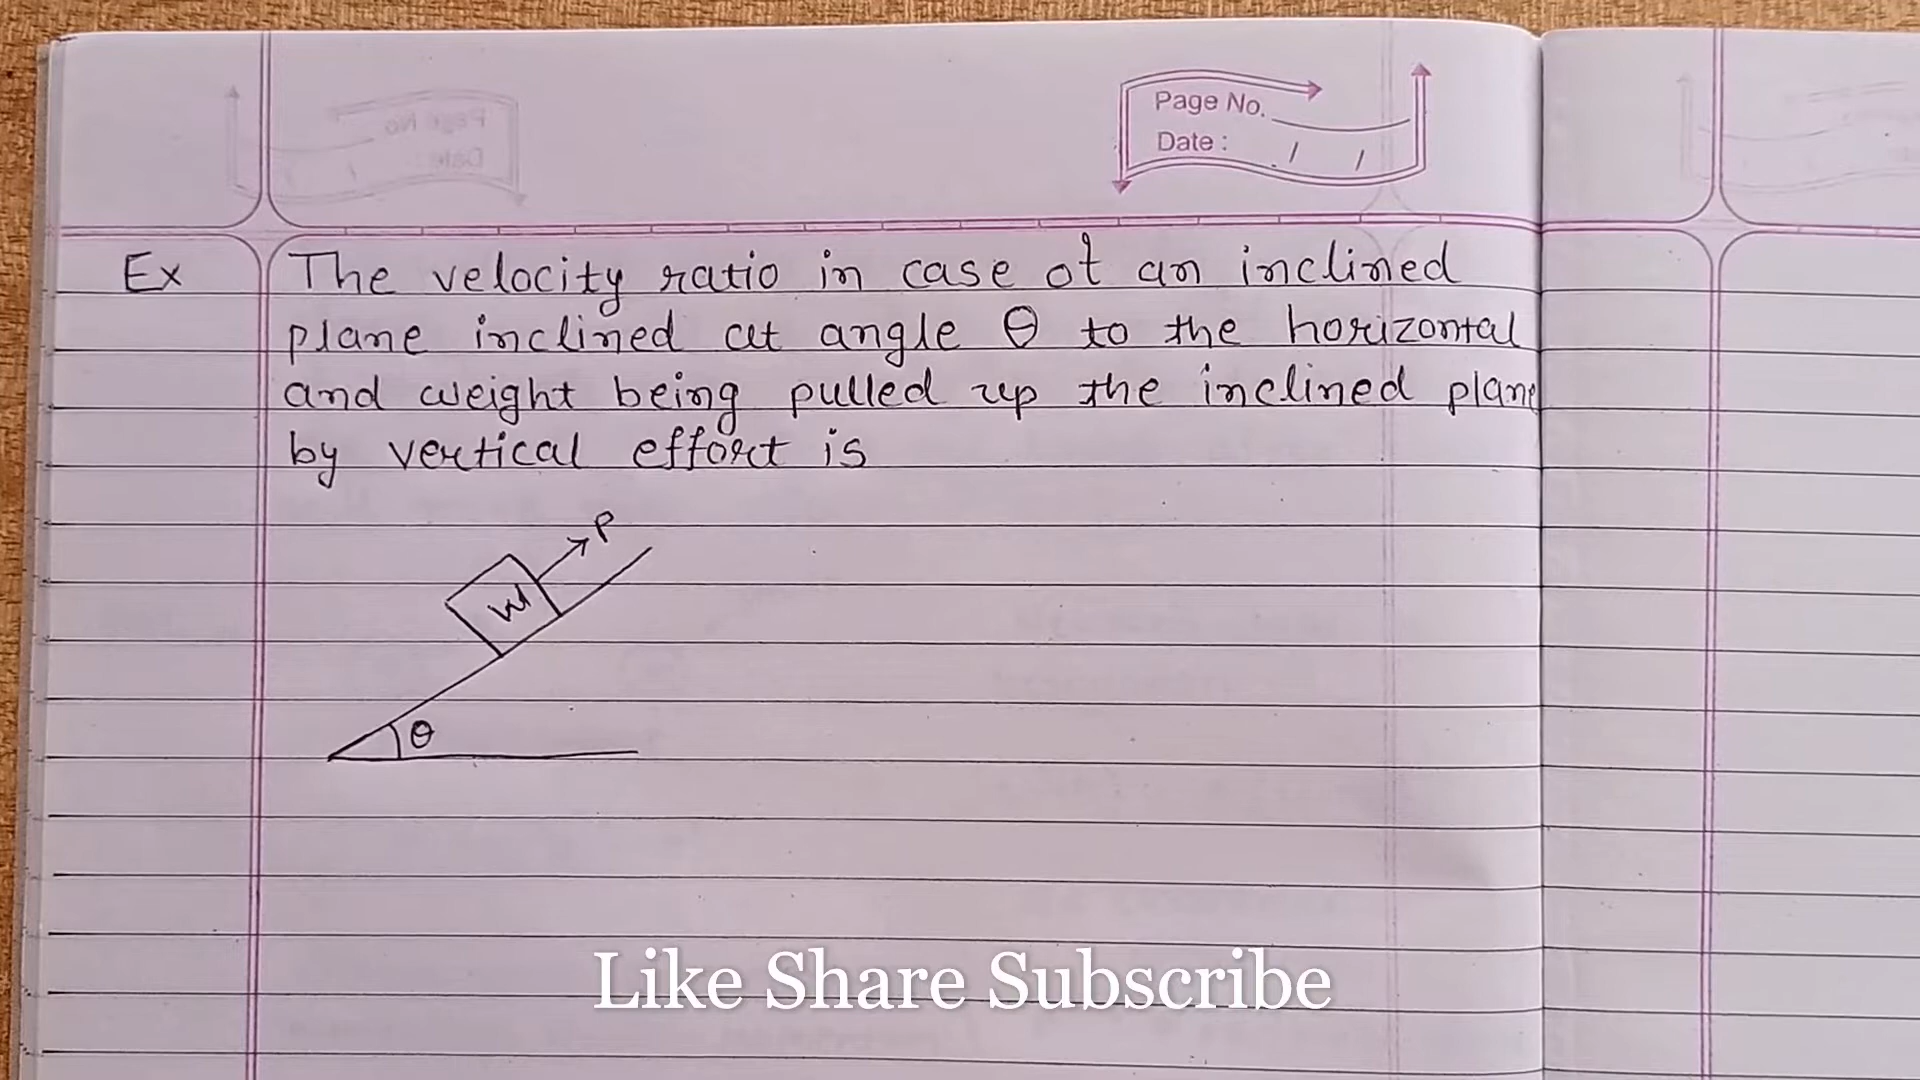 Page No.
Date : / /
Ex The velocity ratio in case of an inclined
plane inclined at angle θ to the horizontal
and weight being pulled up the inclined plane
by vertical effort is
P
W
θ
Like Share Subscribe